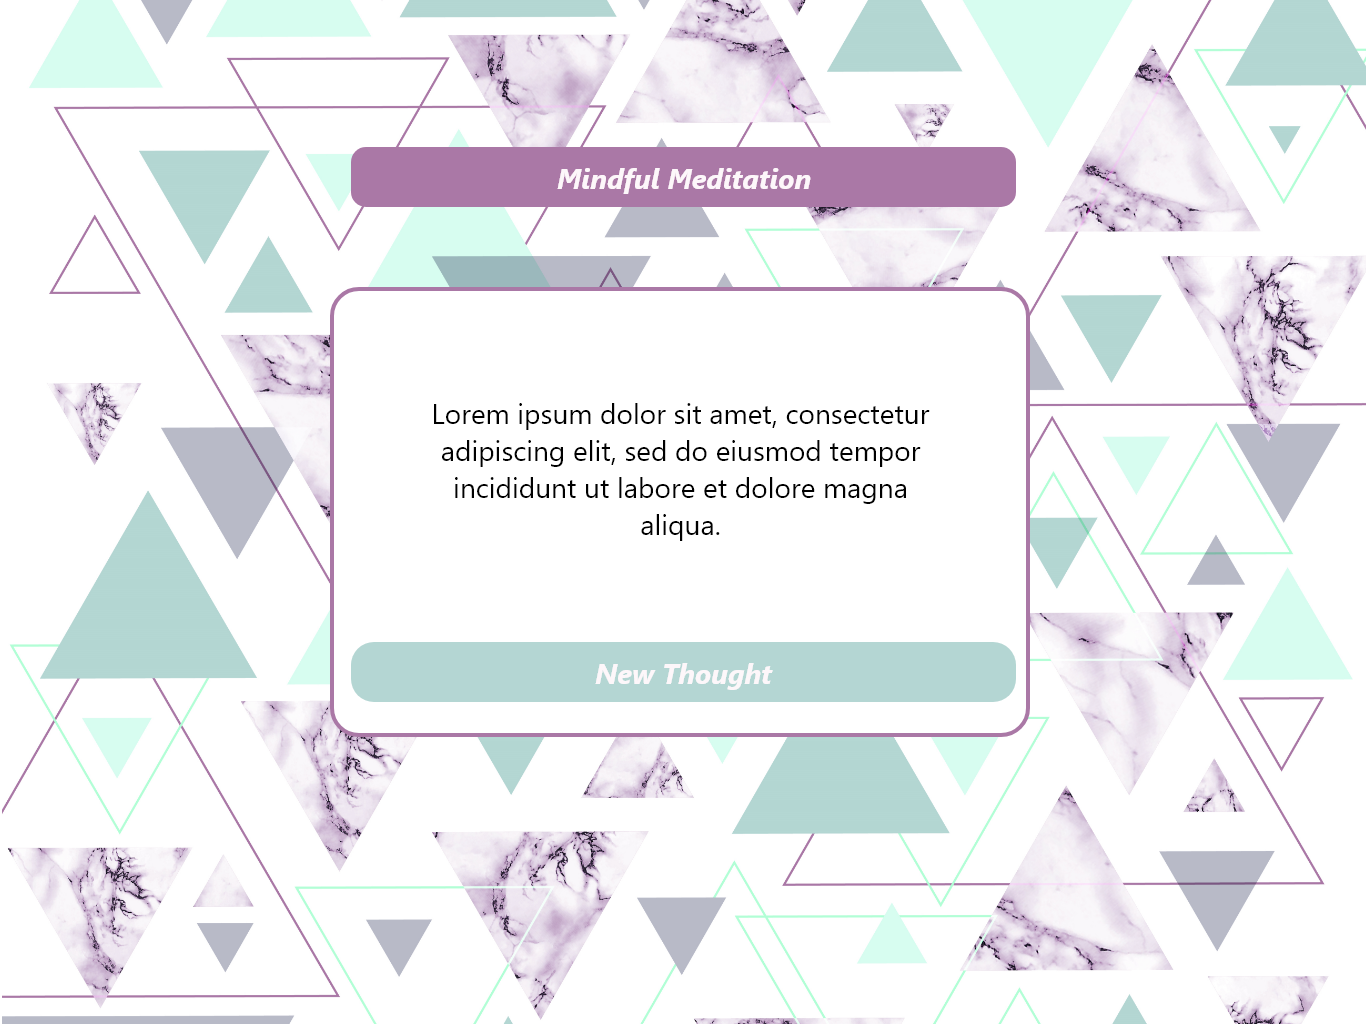 Mindful Meditation
Lorem ipsum dolor sit amet, consectetur
adipiscing elit, sed do eiusmod tempor
incididunt ut labore et dolore magna
aliqua.
New Thought